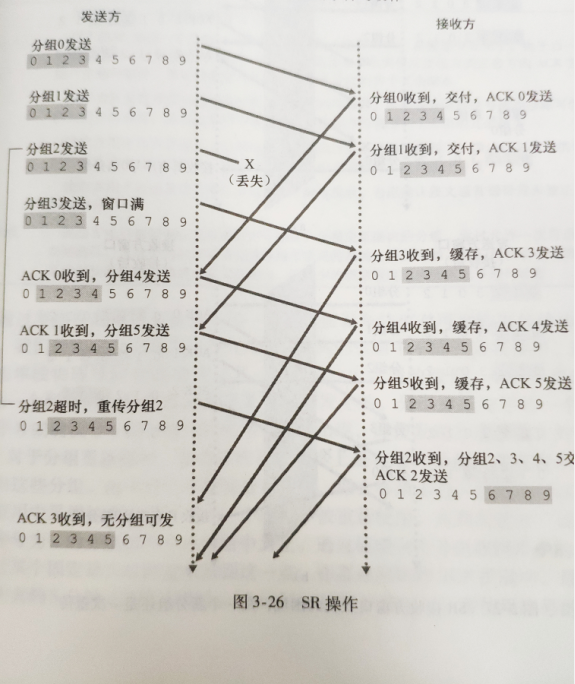 发送方
接收方
分组0发送
0 1 2 3 4 5 6 7 8 9
分组0收到，交付，ACK 0发送
0 1 2 3 4 5 6 7 8 9
分组1发送
0 1 2 3 4 5 6 7 8 9
分组1收到，交付，ACK 1发送
0 1 2 3 4 5 6 7 8 9
分组2发送
0 1 2 3 4 5 6 7 8 9
X
（丢失）
分组3发送，窗口满
0 1 2 3 4 5 6 7 8 9
分组3收到，缓存，ACK 3发送
0 1 2 3 4 5 6 7 8 9
ACK 0收到，分组4发送
0 1 2 3 4 5 6 7 8 9
分组4收到，缓存，ACK 4发送
0 1 2 3 4 5 6 7 8 9
ACK 1收到，分组5发送
0 1 2 3 4 5 6 7 8 9
分组5收到，缓存，ACK 5发送
0 1 2 3 4 5 6 7 8 9
分组2超时，重传分组2
0 1 2 3 4 5 6 7 8 9
分组2收到，分组2、3、4、5交
ACK 2发送
0 1 2 3 4 5 6 7 8 9
ACK 3收到，无分组可发
0 1 2 3 4 5 6 7 8 9
图 3-26 SR 操作